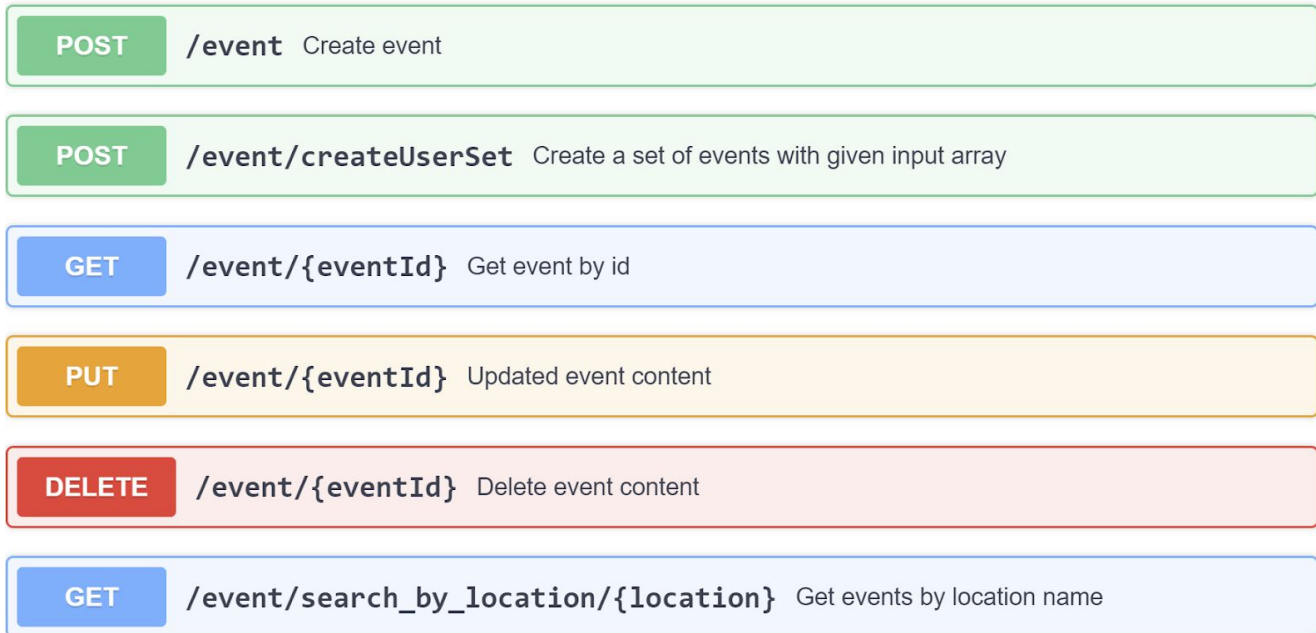 POST /event Create event
POST /event/createUserSet Create a set of events with given input array
GET /event/{eventId} Get event by id
PUT /event/{eventId} Updated event content
DELETE /event/{eventId} Delete event content
GET /event/search_by_location/{location} Get events by location name